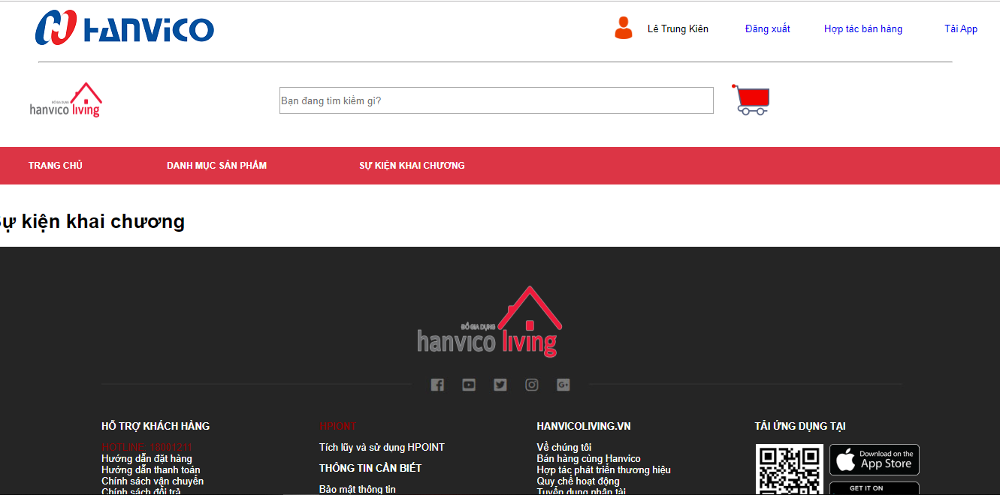 HANVICO
Lê Trung Kiên
Đăng xuất
Hợp tác bán hàng
Tải App
ĐỒ GIA DỤNG
hanvico living
Bạn đang tìm kiếm gì?
TRANG CHỦ
DANH MỤC SẢN PHẨM
SỰ KIỆN KHAI CHƯƠNG
Sự kiện khai chương
ĐỒ GIA DỤNG
hanvico living
HỖ TRỢ KHÁCH HÀNG
HOTLINE: 18001211
Hướng dẫn đặt hàng
Hướng dẫn thanh toán
Chính sách vận chuyển
Chính sách đổi trả
HPIONT
Tích lũy và sử dụng HPOINT
THÔNG TIN CẦN BIẾT
Bảo mật thông tin
HANVICOLIVING.VN
Về chúng tôi
Bán hàng cùng Hanvico
Hợp tác phát triển thương hiệu
Quy chế hoạt động
Tuyển dụng nhân tài
TẢI ỨNG DỤNG TẠI
Download on the
App Store
GET IT ON